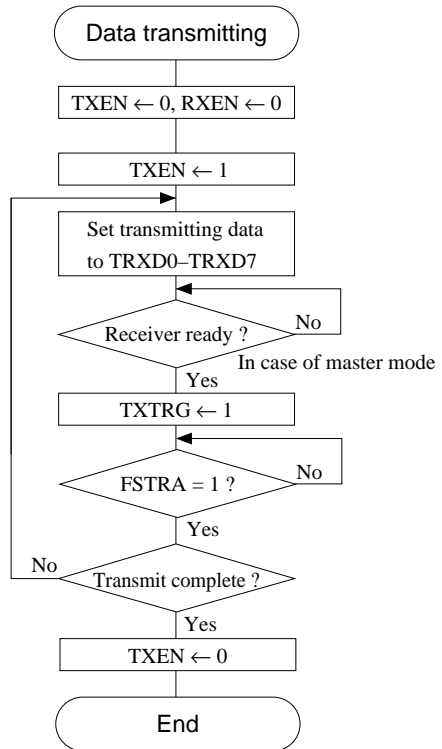 Data transmitting
TXEN ← 0, RXEN ← 0
TXEN ← 1
Set transmitting data
to TRXD0–TRXD7
Receiver ready ?
No
In case of master mode
Yes
TXTRG ← 1
FSTRA = 1 ?
No
Yes
No
Transmit complete ?
Yes
TXEN ← 0
End